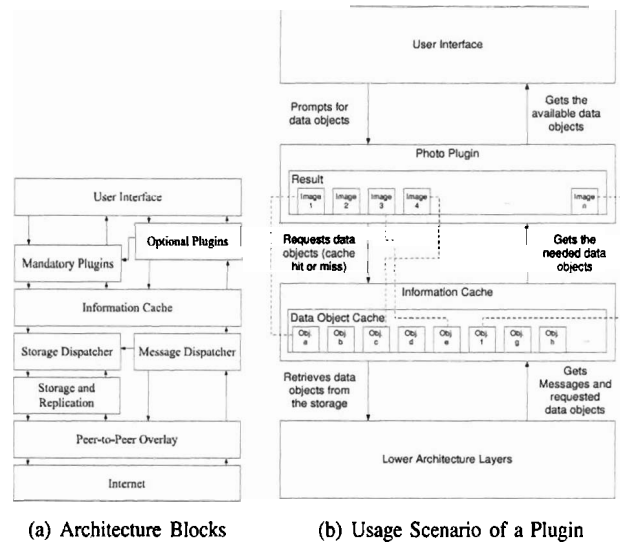 User Interface
Mandatory Plugins
Optional Plugins
Information Cache
Storage Dispatcher
Message Dispatcher
Storage and
Replication
Peer-to-Peer Overlay
Internet
(a) Architecture Blocks
User Interface
Prompts for
data objects
Gets the
available data
objects
Photo Plugin
Result
Image
1
Image
2
Image
3
Image
4
Image
n
Requests data
objects (cache
hit or miss)
Gets the
needed data
objects
Information Cache
Data Object Cache
Obj.
a
Obj
b
Obj.
c
Obj.
d
Obj.
e
Obj.
f
Obj.
g
Obj.
h
Retrieves data
objects from
the storage
Gets
Messages and
requested
data objects
Lower Architecture Layers
(b) Usage Scenario of a Plugin